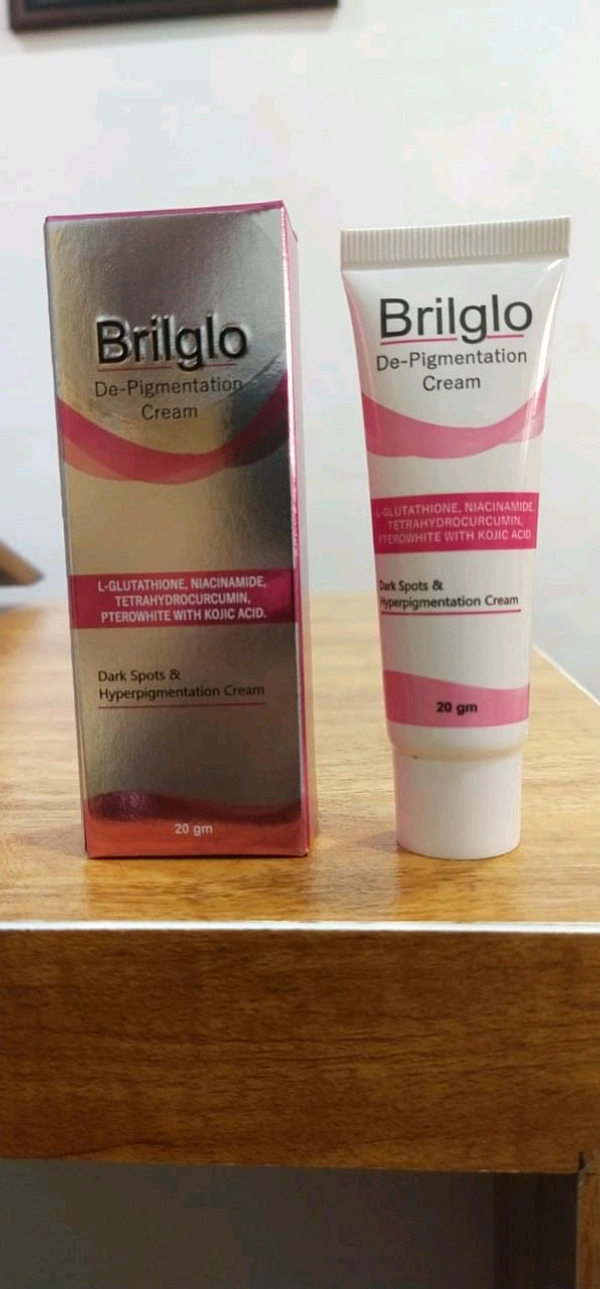 Brilglo
De-Pigmentation
Cream
L-GLUTATHIONE, NIACINAMIDE,
TETRAHYDROCURCUMIN,
PTEROWHITE WITH KOJIC ACID.
Dark Spots &
Hyperpigmentation Cream
20 gm
Brilglo
De-Pigmentation
Cream
L-GLUTATHIONE, NIACINAMIDE,
TETRAHYDROCURCUMIN,
PTEROWHITE WITH KOJIC ACID.
Dark Spots &
Hyperpigmentation Cream
20 gm